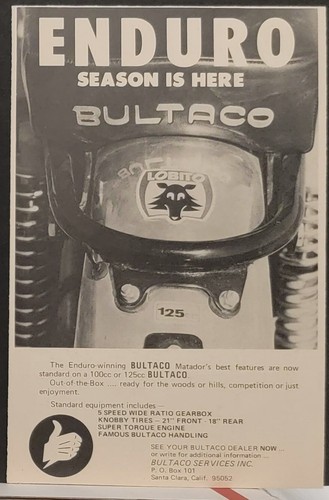 ENDURO
SEASON IS HERE
BULTACO
LOBITO
125
The Enduro-winning BULTACO Matador's best features are now
standard on a 100cc or 125cc BULTACO.
Out-of-the-Box .... ready for the woods or hills, competition or just
enjoyment.
Standard equipment includes—
5 SPEED WIDE RATIO GEARBOX
KNOBBY TIRES — 21" FRONT - 18" REAR
SUPER TORQUE ENGINE
FAMOUS BULTACO HANDLING
SEE YOUR BULTACO DEALER NOW ...
or write for additional information ...
BULTACO SERVICES INC.
P. O. Box 101
Santa Clara, Calif. 95052